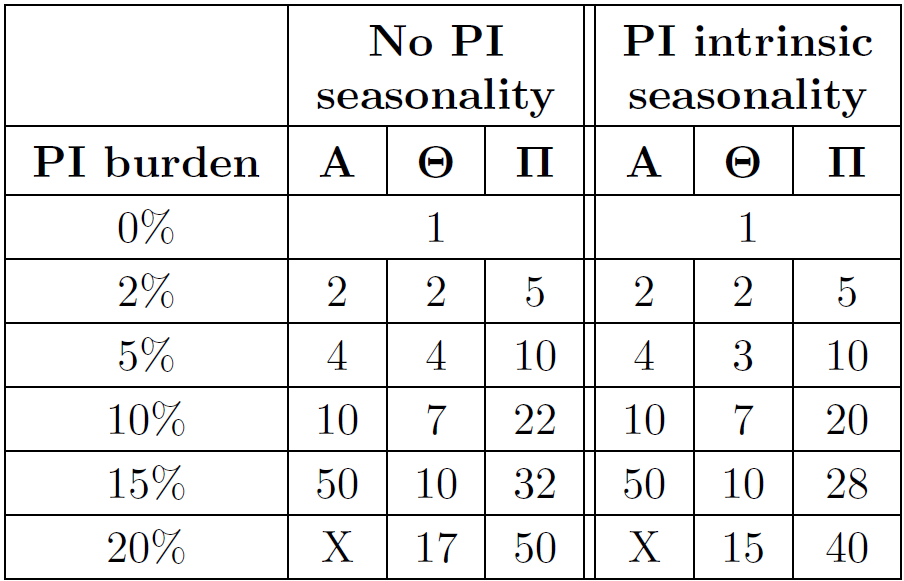 No PI PI intrinsic
seasonality seasonality
PI burden Α Θ Π Α Θ Π
0% 1 1
2% 2 2 5 2 2 5
5% 4 4 10 4 3 10
10% 10 7 22 10 7 20
15% 50 10 32 50 10 28
20% X 17 50 X 15 40